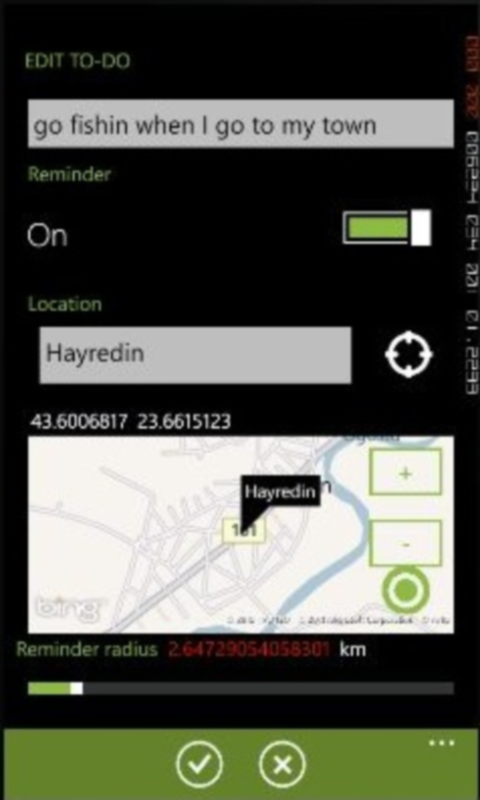 EDIT TO-DO
go fishin when I go to my town
Reminder
On
Location
Hayredin
43.6006817 23.6615123
Hayredin
+
-
bing
Reminder radius 2.64729054058301 km